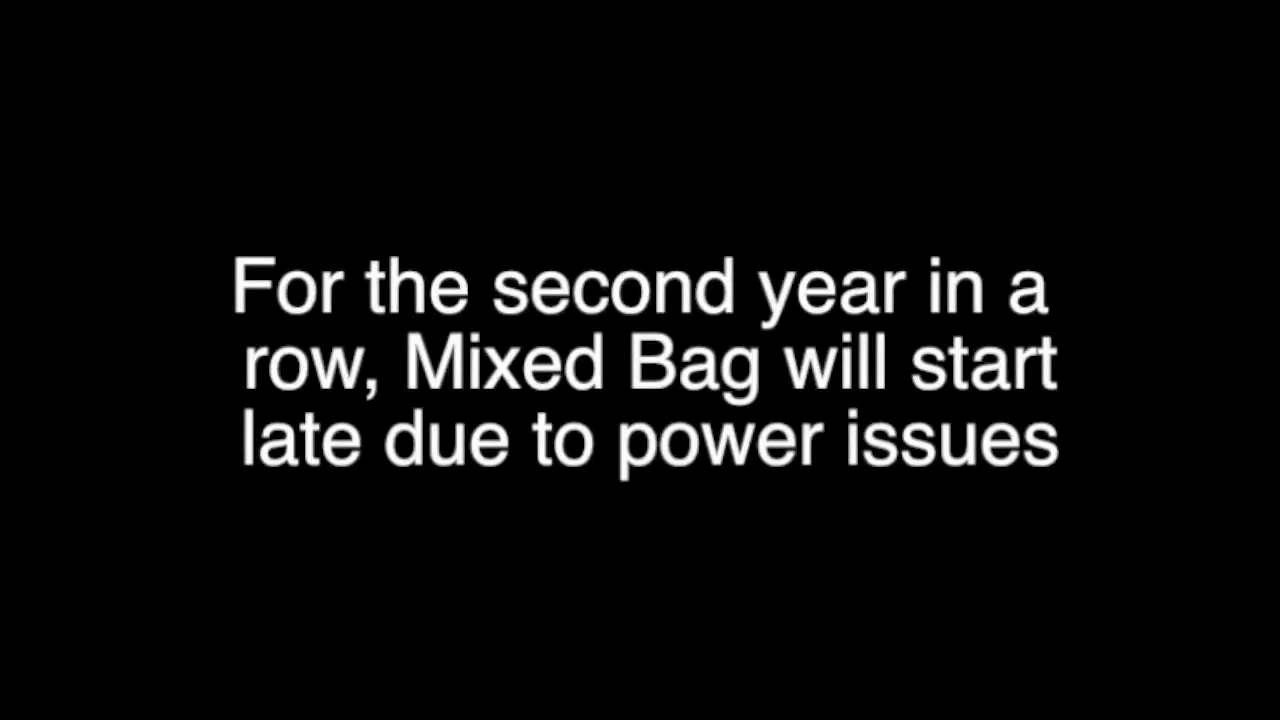 For the second year in a
row, Mixed Bag will start
late due to power issues